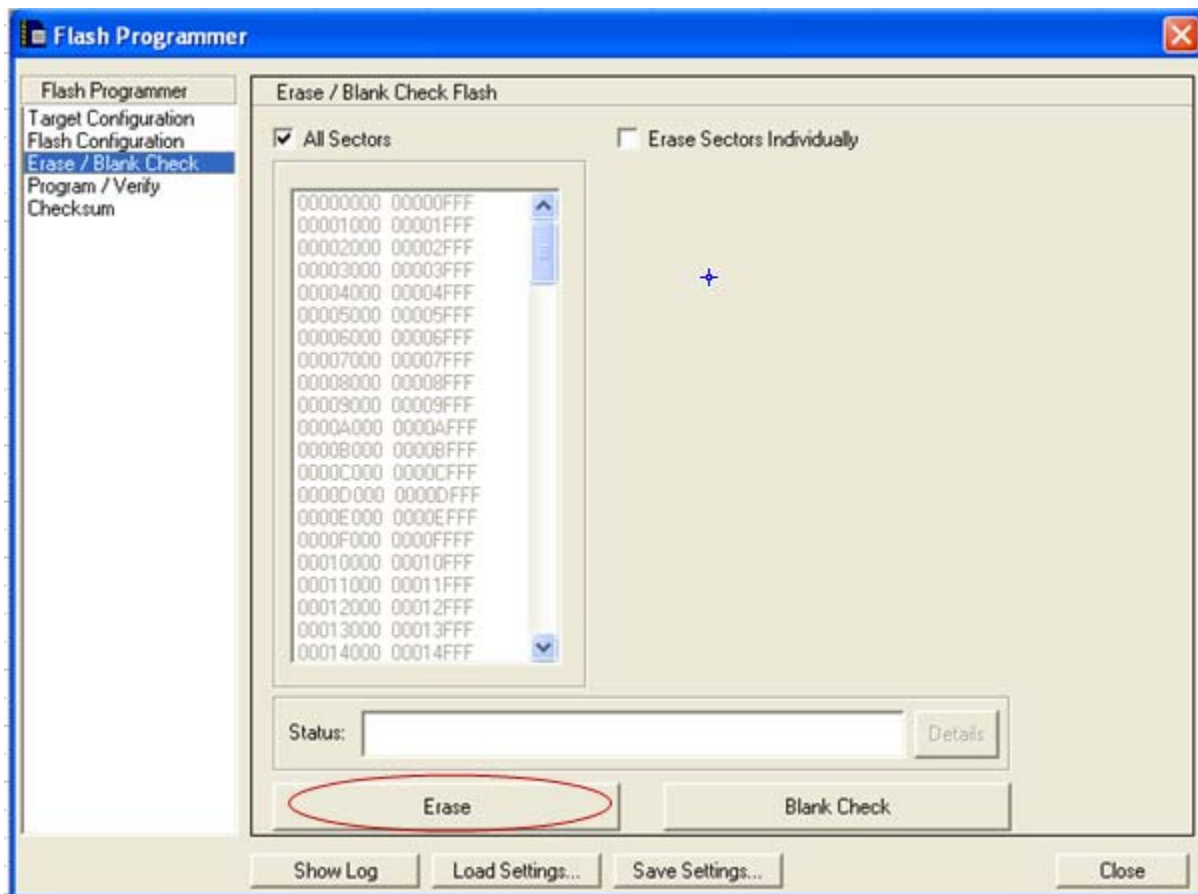 Flash Programmer
Flash Programmer
Target Configuration
Flash Configuration
Erase / Blank Check
Program / Verify
Checksum
Erase / Blank Check Flash
All Sectors
Erase Sectors Individually
00000000 00000FFF
00001000 00001FFF
00002000 00002FFF
00003000 00003FFF
00004000 00004FFF
00005000 00005FFF
00006000 00006FFF
00007000 00007FFF
00008000 00008FFF
00009000 00009FFF
0000A000 0000AFFF
0000B000 0000BFFF
0000C000 0000CFFF
0000D000 0000DFFF
0000E000 0000EFFF
0000F000 0000FFFF
00010000 00010FFF
00011000 00011FFF
00012000 00012FFF
00013000 00013FFF
00014000 00014FFF
Status:
Details
Erase
Blank Check
Show Log
Load Settings...
Save Settings...
Close